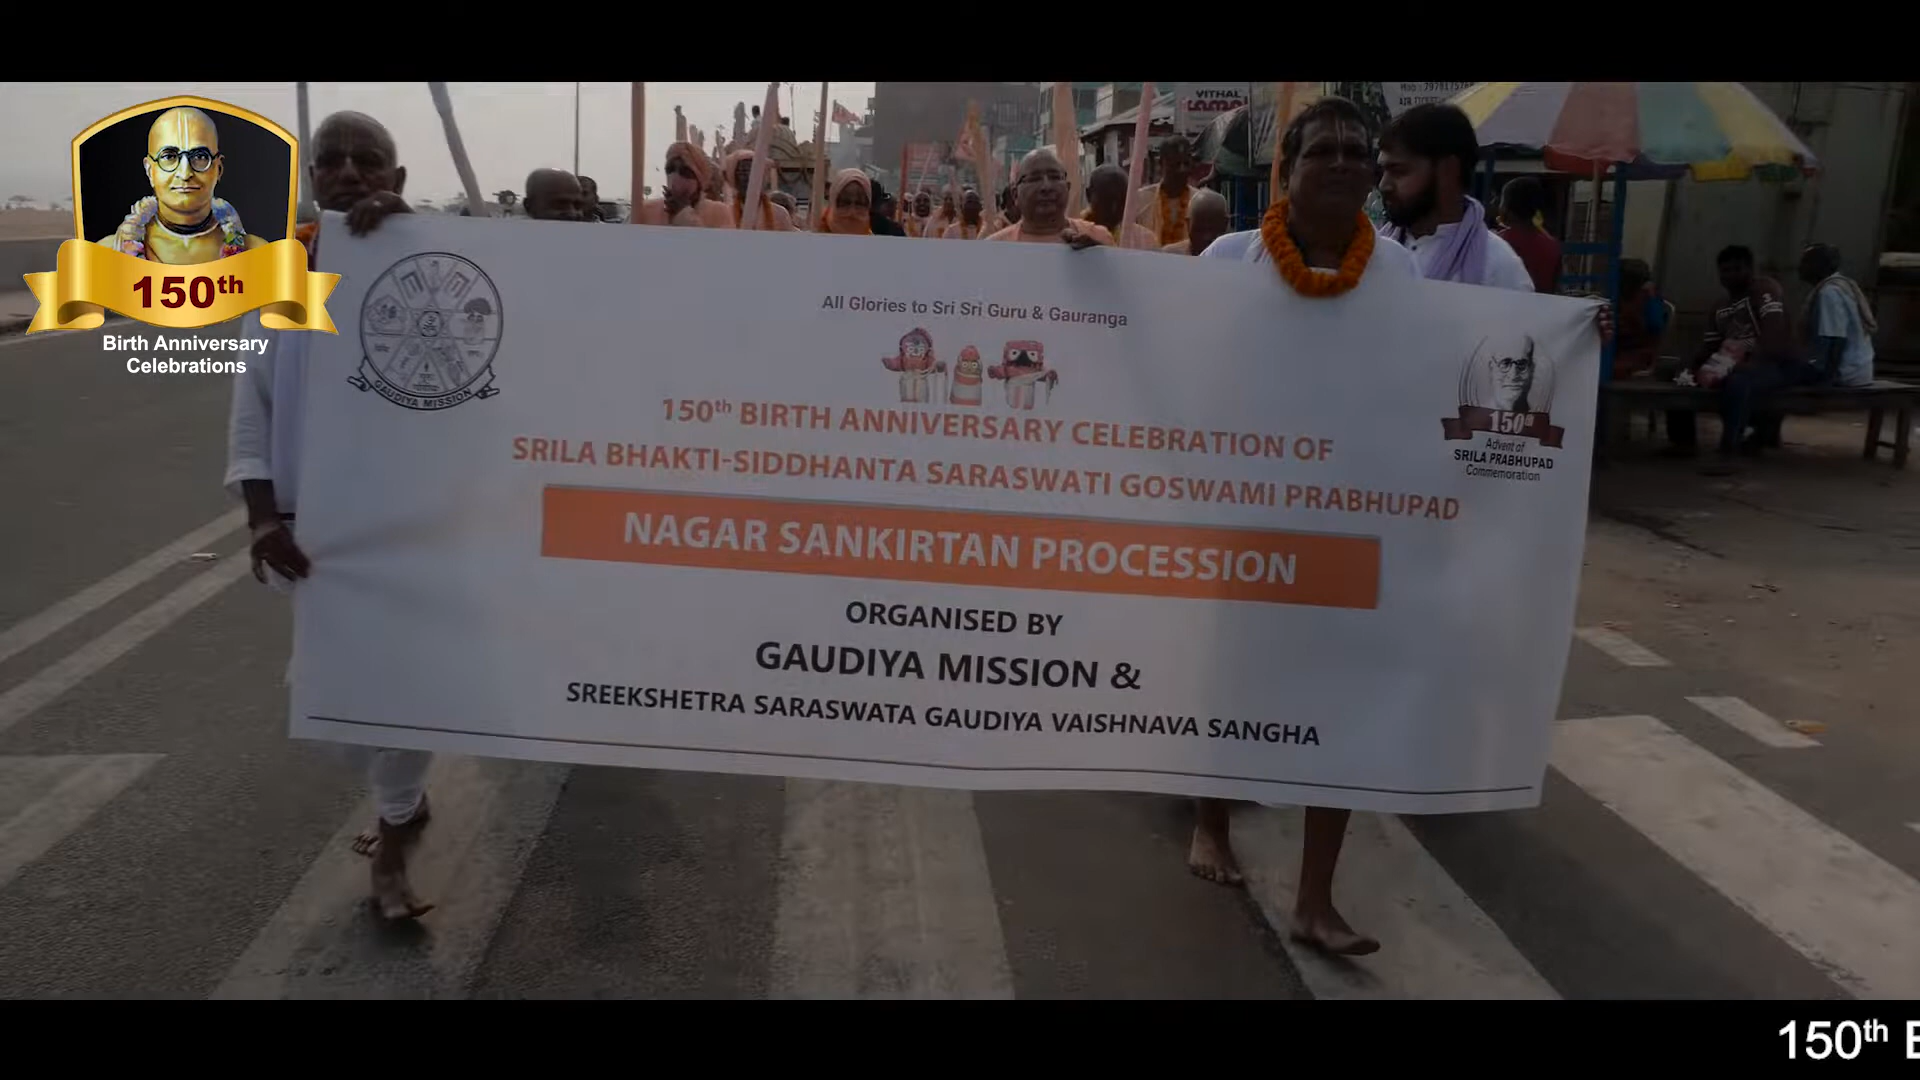 VITHAL
150th
Birth Anniversary
Celebrations
GAUDIYA MISSION
All Glories to Sri Sri Guru & Gauranga
150th BIRTH ANNIVERSARY CELEBRATION OF
SRILA BHAKTI-SIDDHANTA SARASWATI GOSWAMI PRABHUPAD
150th
Advent of
SRILA PRABHUPAD
Commemoration
NAGAR SANKIRTAN PROCESSION
ORGANISED BY
GAUDIYA MISSION &
SREEKSHETRA SARASWATA GAUDIYA VAISHNAVA SANGHA
150th